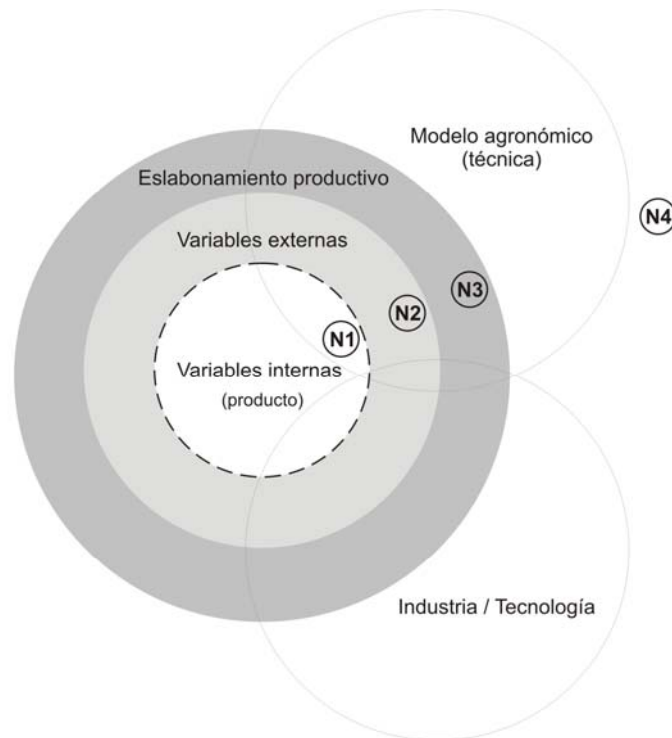 Modelo agronómico
(técnica)
Eslabonamiento productivo
N4
Variables externas
N3
N2
N1
Variables internas
(producto)
Industria / Tecnología